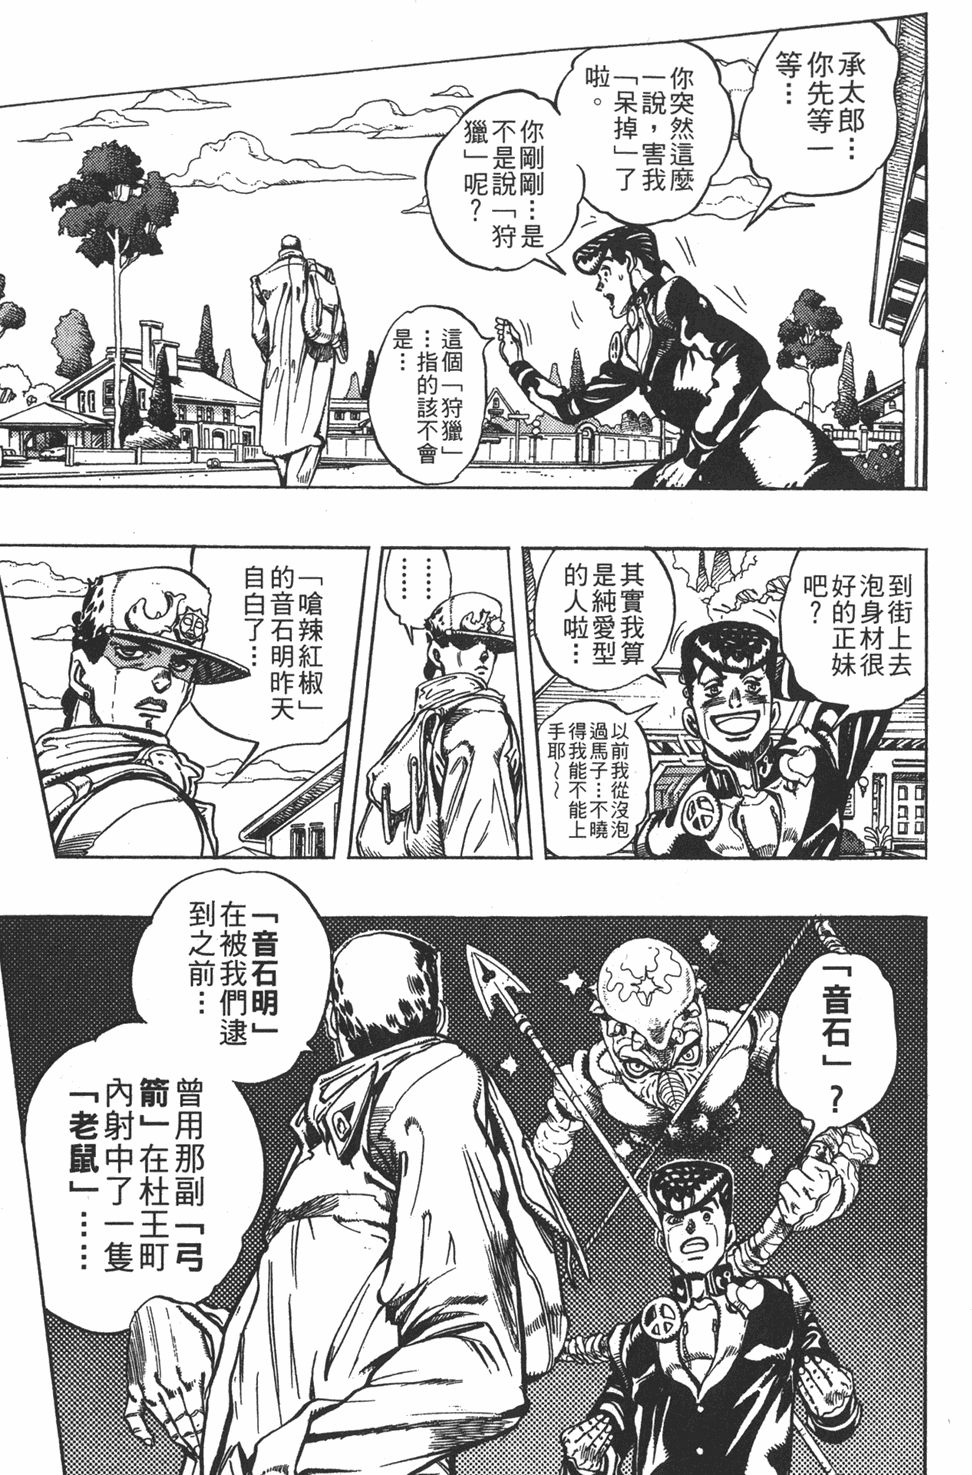 承太郎…
你先等一
等…
你突然這麼
一說，害我
「呆掉」了
啦。
你剛剛…是
不是說「狩
獵」呢？
這個「狩獵」
…指的該不會
是…
到街上去
泡身材很
好的正妹
吧？
其實我算
是純愛型
的人啦…
以前我從沒泡
過馬子…不曉
得我能不能上
手耶～～
……
……
「嗆辣紅椒」
的音石明昨天
自白了…
「音石」？
「音石明」
在被我們逮
到之前…
曾用那副「弓
箭」在杜王町
內射中了一隻
「老鼠」……